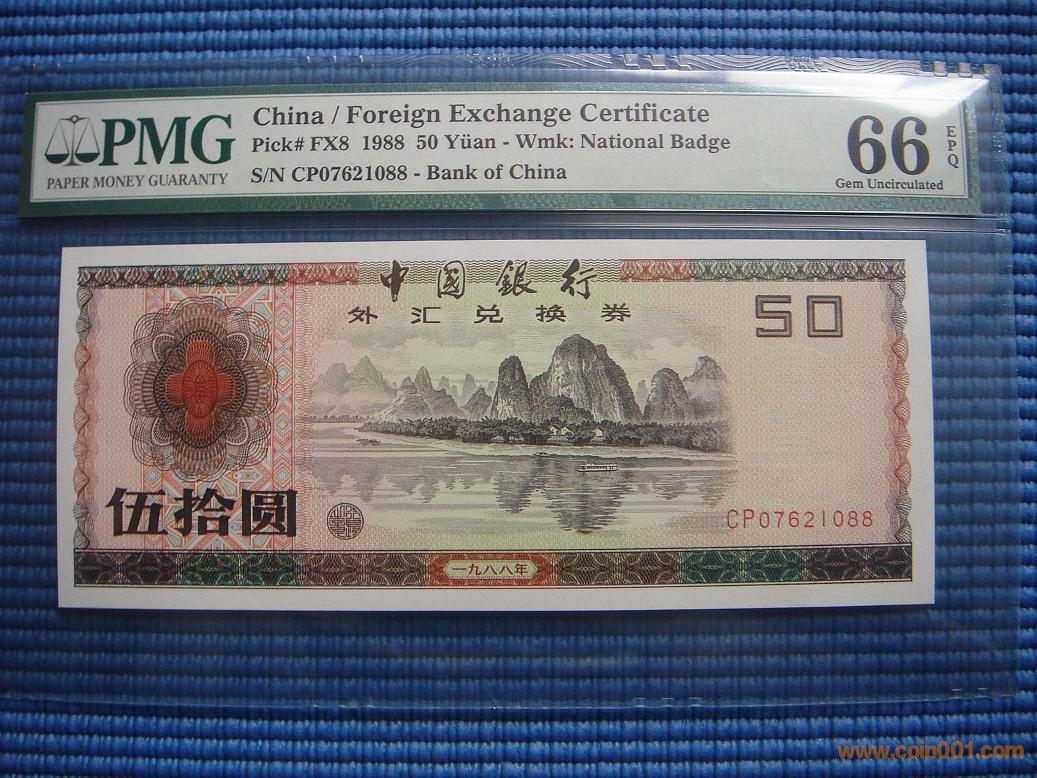 PMG
PAPER MONEY GUARANTY
China / Foreign Exchange Certificate
Pick# FX8 1988 50 Yüan - Wmk: National Badge
S/N CP07621088 - Bank of China
66
EPQ
Gem Uncirculated
中國銀行
外汇兑换券
50
伍拾圆
CP07621088
一九八八年
www.coin001.com